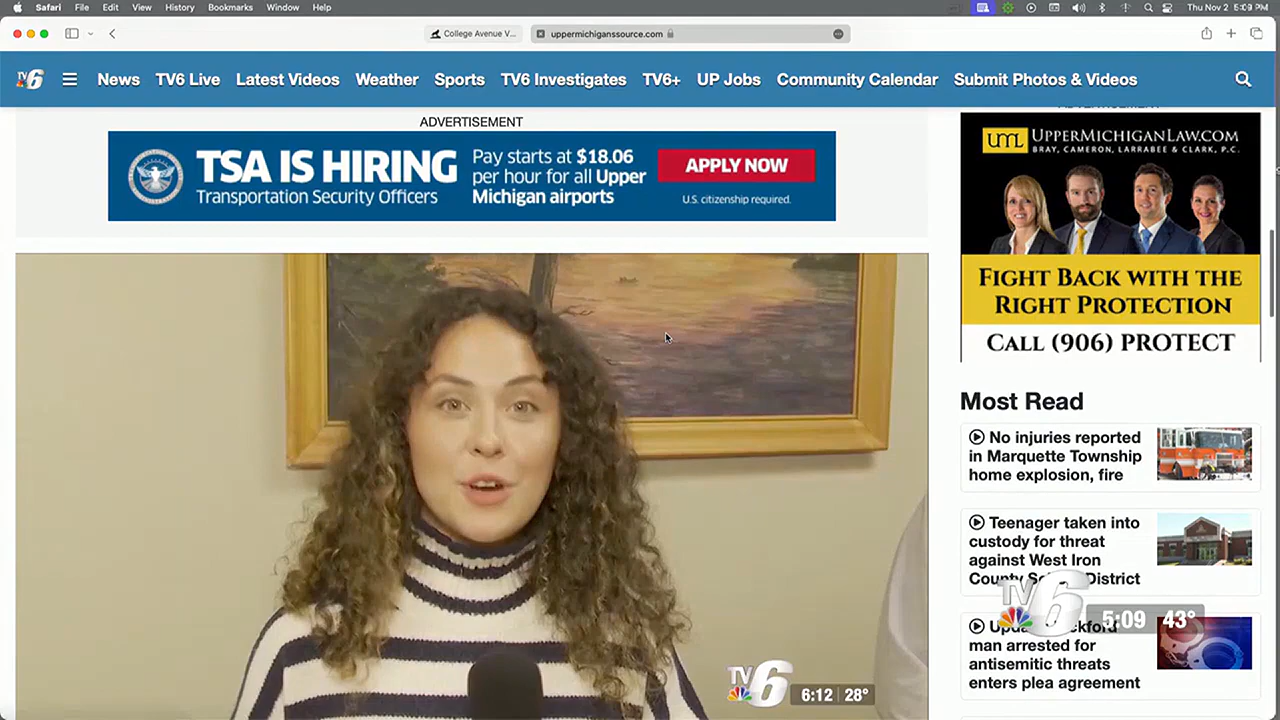 Safari File Edit View History Bookmarks Window Help
Thu Nov 2 5:09 PM
College Avenue V...
uppermichiganssource.com
TV6
News TV6 Live Latest Videos Weather Sports TV6 Investigates TV6+ UP Jobs Community Calendar Submit Photos & Videos
ADVERTISEMENT
TSA IS HIRING
Transportation Security Officers
Pay starts at $18.06
per hour for all Upper
Michigan airports
APPLY NOW
U.S. citizenship required.
TV6
6:12 28°
ADVERTISEMENT
UML UPPERMICHIGANLAW.COM
BRAY, CAMERON, LARRABEE & CLARK, P.C.
FIGHT BACK WITH THE
RIGHT PROTECTION
CALL (906) PROTECT
Most Read
No injuries reported
in Marquette Township
home explosion, fire
Teenager taken into
custody for threat
against West Iron
County School District
TV6
5:09 43°
man arrested for
antisemitic threats
enters plea agreement